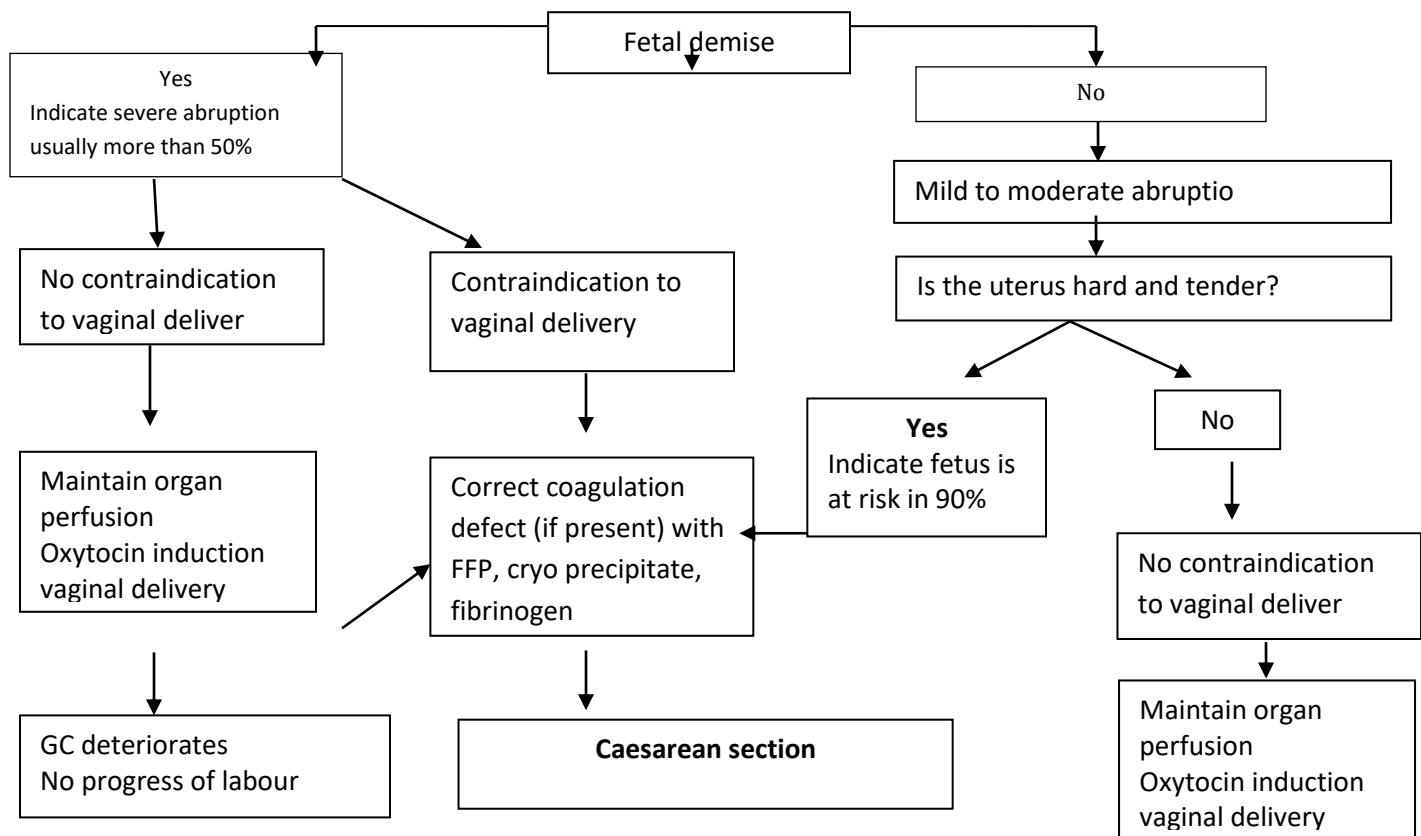 Fetal demise
Yes
Indicate severe abruption
usually more than 50%
No
Mild to moderate abruptio
Is the uterus hard and tender?
No contraindication
to vaginal deliver
Contraindication to
vaginal delivery
Yes
Indicate fetus is
at risk in 90%
No
Maintain organ
perfusion
Oxytocin induction
vaginal delivery
Correct coagulation
defect (if present) with
FFP, cryo precipitate,
fibrinogen
No contraindication
to vaginal deliver
GC deteriorates
No progress of labour
Caesarean section
Maintain organ
perfusion
Oxytocin induction
vaginal delivery